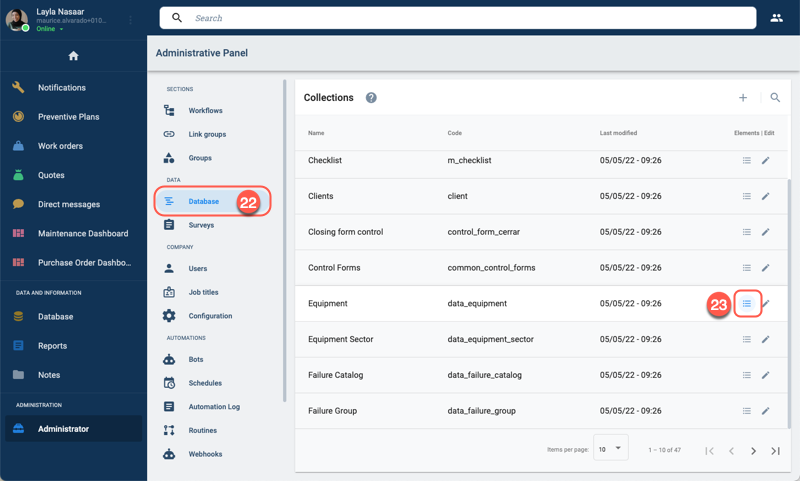 Layla Nasaar
maurice.alvarado+010...
Online
Search
Notifications
Preventive Plans
Work orders
Quotes
Direct messages
Maintenance Dashboard
Purchase Order Dashbo...
DATA AND INFORMATION
Database
Reports
Notes
ADMINISTRATION
Administrator
Administrative Panel
SECTIONS
Workflows
Link groups
Groups
DATA
Database
22
Surveys
COMPANY
Users
Job titles
Configuration
AUTOMATIONS
Bots
Schedules
Automation Log
Routines
Webhooks
Collections ?
Name Code Last modified Elements | Edit
Checklist m_checklist 05/05/22 - 09:26
Clients client 05/05/22 - 09:26
Closing form control control_form_cerrar 05/05/22 - 09:26
Control Forms common_control_forms 05/05/22 - 09:26
Equipment data_equipment 05/05/22 - 09:26 23
Equipment Sector data_equipment_sector 05/05/22 - 09:26
Failure Catalog data_failure_catalog 05/05/22 - 09:26
Failure Group data_failure_group 05/05/22 - 09:26
Items per page: 10 1 – 10 of 47